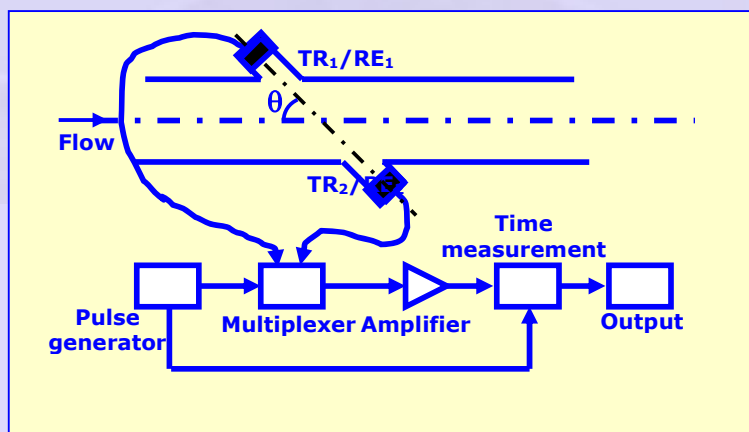 TR₁/RE₁
θ
Flow
TR₂/
Time
measurement
Pulse
generator
Multiplexer
Amplifier
Output